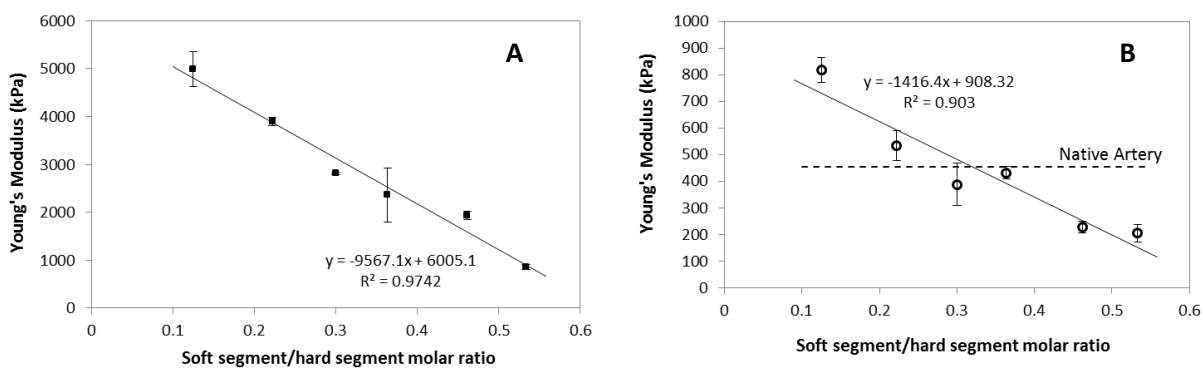 A
6000
5000
4000
3000
2000
1000
0
Young's Modulus (kPa)
y = -9567.1x + 6005.1
R² = 0.9742
0 0.1 0.2 0.3 0.4 0.5 0.6
Soft segment/hard segment molar ratio
B
1000
900
800
700
600
500
400
300
200
100
0
Young's Modulus (kPa)
y = -1416.4x + 908.32
R² = 0.903
Native Artery
0 0.1 0.2 0.3 0.4 0.5 0.6
Soft segment/hard segment molar ratio